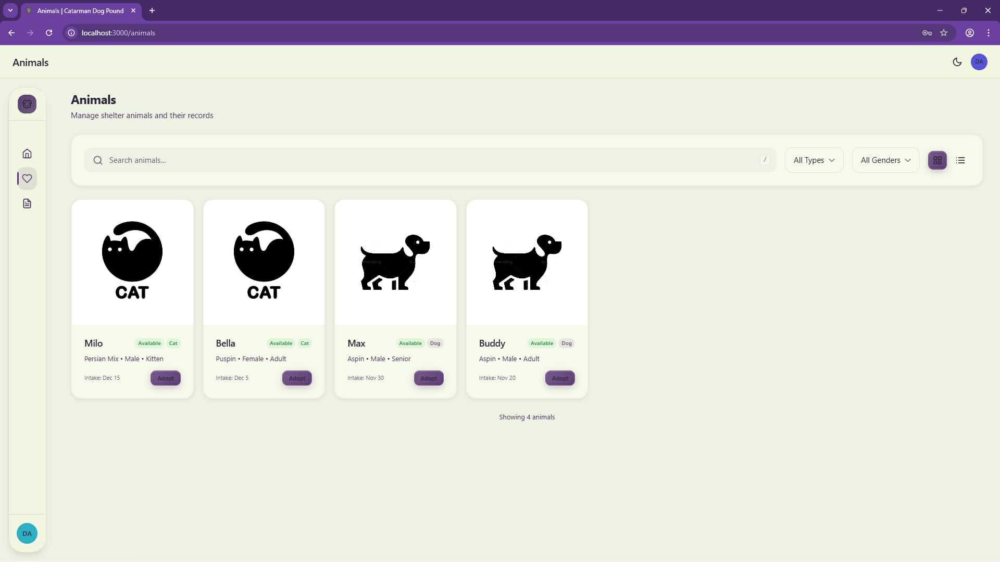 Animals | Catarman Dog Pound
localhost:3000/animals
Animals
DA
Animals
Manage shelter animals and their records
Search animals...
/
All Types
All Genders
CAT
CAT
Milo
Available
Cat
Persian Mix • Male • Kitten
Intake: Dec 15
Adopt
Bella
Available
Cat
Puspin • Female • Adult
Intake: Dec 5
Adopt
Max
Available
Dog
Aspin • Male • Senior
Intake: Nov 30
Adopt
Buddy
Available
Dog
Aspin • Male • Adult
Intake: Nov 20
Adopt
Showing 4 animals
DA